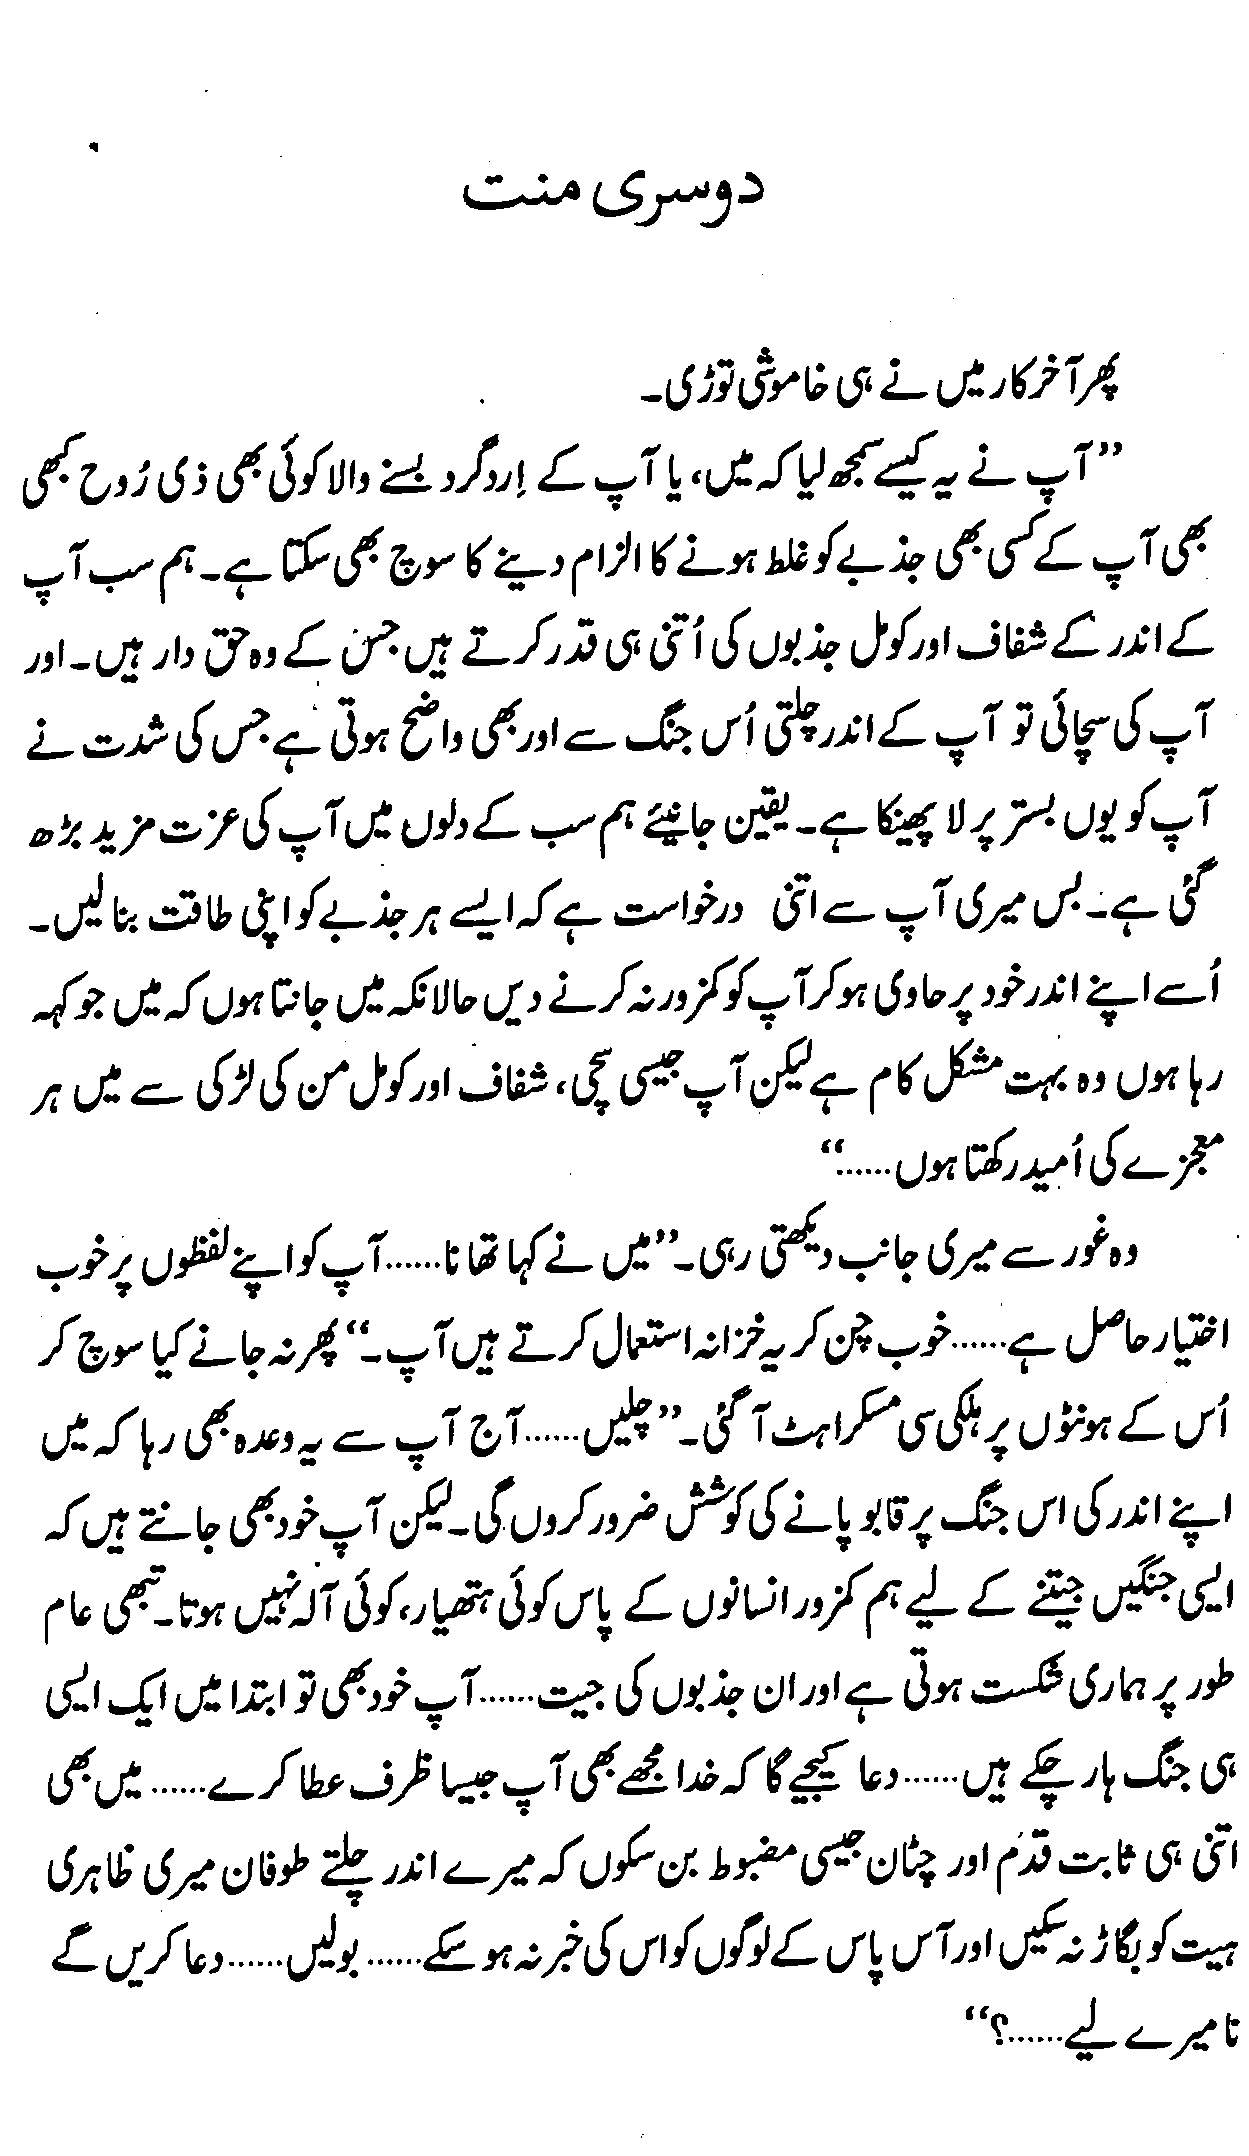 دوسری منت
پھر آخر کار میں نے ہی خاموشی توڑی۔
”آپ نے یہ کیسے سمجھ لیا کہ میں، یا آپ کے اِردگرد بسنے والا کوئی بھی ذی رُوح کبھی
بھی آپ کے کسی بھی جذبے کو غلط ہونے کا الزام دینے کا سوچ بھی سکتا ہے۔ ہم سب آپ
کے اندر کے شفاف اور کومل جذبوں کی اُتنی ہی قدر کرتے ہیں جس کے وہ حق دار ہیں۔ اور
آپ کی سچائی تو آپ کے اندر چلتی اُس جنگ سے اور بھی واضح ہوتی ہے جس کی شدت نے
آپ کو یوں بستر پر لا پھینکا ہے۔ یقین جانیئے ہم سب کے دلوں میں آپ کی عزت مزید بڑھ
گئی ہے۔ بس میری آپ سے اتنی درخواست ہے کہ ایسے ہر جذبے کو اپنی طاقت بنا لیں۔
اُسے اپنے اندر خود پر حاوی ہو کر آپ کو کمزور نہ کرنے دیں حالانکہ میں جانتا ہوں کہ میں جو کہہ
رہا ہوں وہ بہت مشکل کام ہے لیکن آپ جیسی سچی، شفاف اور کومل من کی لڑکی سے میں ہر
معجزے کی اُمید رکھتا ہوں......“
وہ غور سے میری جانب دیکھتی رہی۔ ”میں نے کہا تھا نا......آپ کو اپنے لفظوں پر خوب
اختیار حاصل ہے......خوب چن کر یہ خزانہ استعمال کرتے ہیں آپ۔“ پھر نہ جانے کیا سوچ کر
اُس کے ہونٹوں پر ہلکی سی مسکراہٹ آ گئی۔ ”چلیں......آج آپ سے یہ وعدہ بھی رہا کہ میں
اپنے اندر کی اس جنگ پر قابو پانے کی کوشش ضرور کروں گی۔ لیکن آپ خود بھی جانتے ہیں کہ
ایسی جنگیں جیتنے کے لیے ہم کمزور انسانوں کے پاس کوئی ہتھیار، کوئی آلہ نہیں ہوتا۔ تبھی عام
طور پر ہماری شکست ہوتی ہے اور ان جذبوں کی جیت......آپ خود بھی تو ابتدا میں ایک ایسی
ہی جنگ ہار چکے ہیں......دعا کیجیے گا کہ خدا مجھے بھی آپ جیسا ظرف عطا کرے...... میں بھی
اتنی ہی ثابت قدم اور چٹان جیسی مضبوط بن سکوں کہ میرے اندر چلتے طوفان میری ظاہری
ہیت کو بگاڑ نہ سکیں اور آس پاس کے لوگوں کو اس کی خبر نہ ہو سکے...... بولیں......دعا کریں گے
نا میرے لیے......؟“